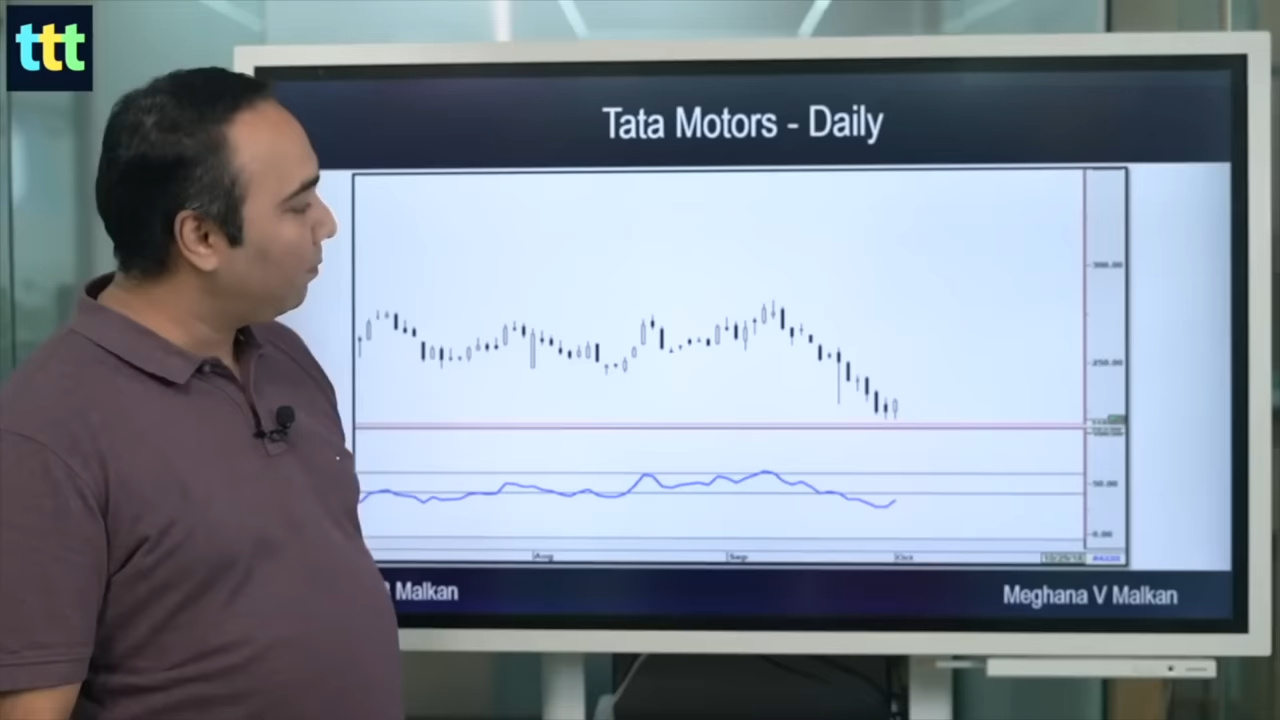 ttt
Tata Motors - Daily
300.00
250.00
50.00
0.00
Aug
Sep
Oct
Malkan
Meghana V Malkan